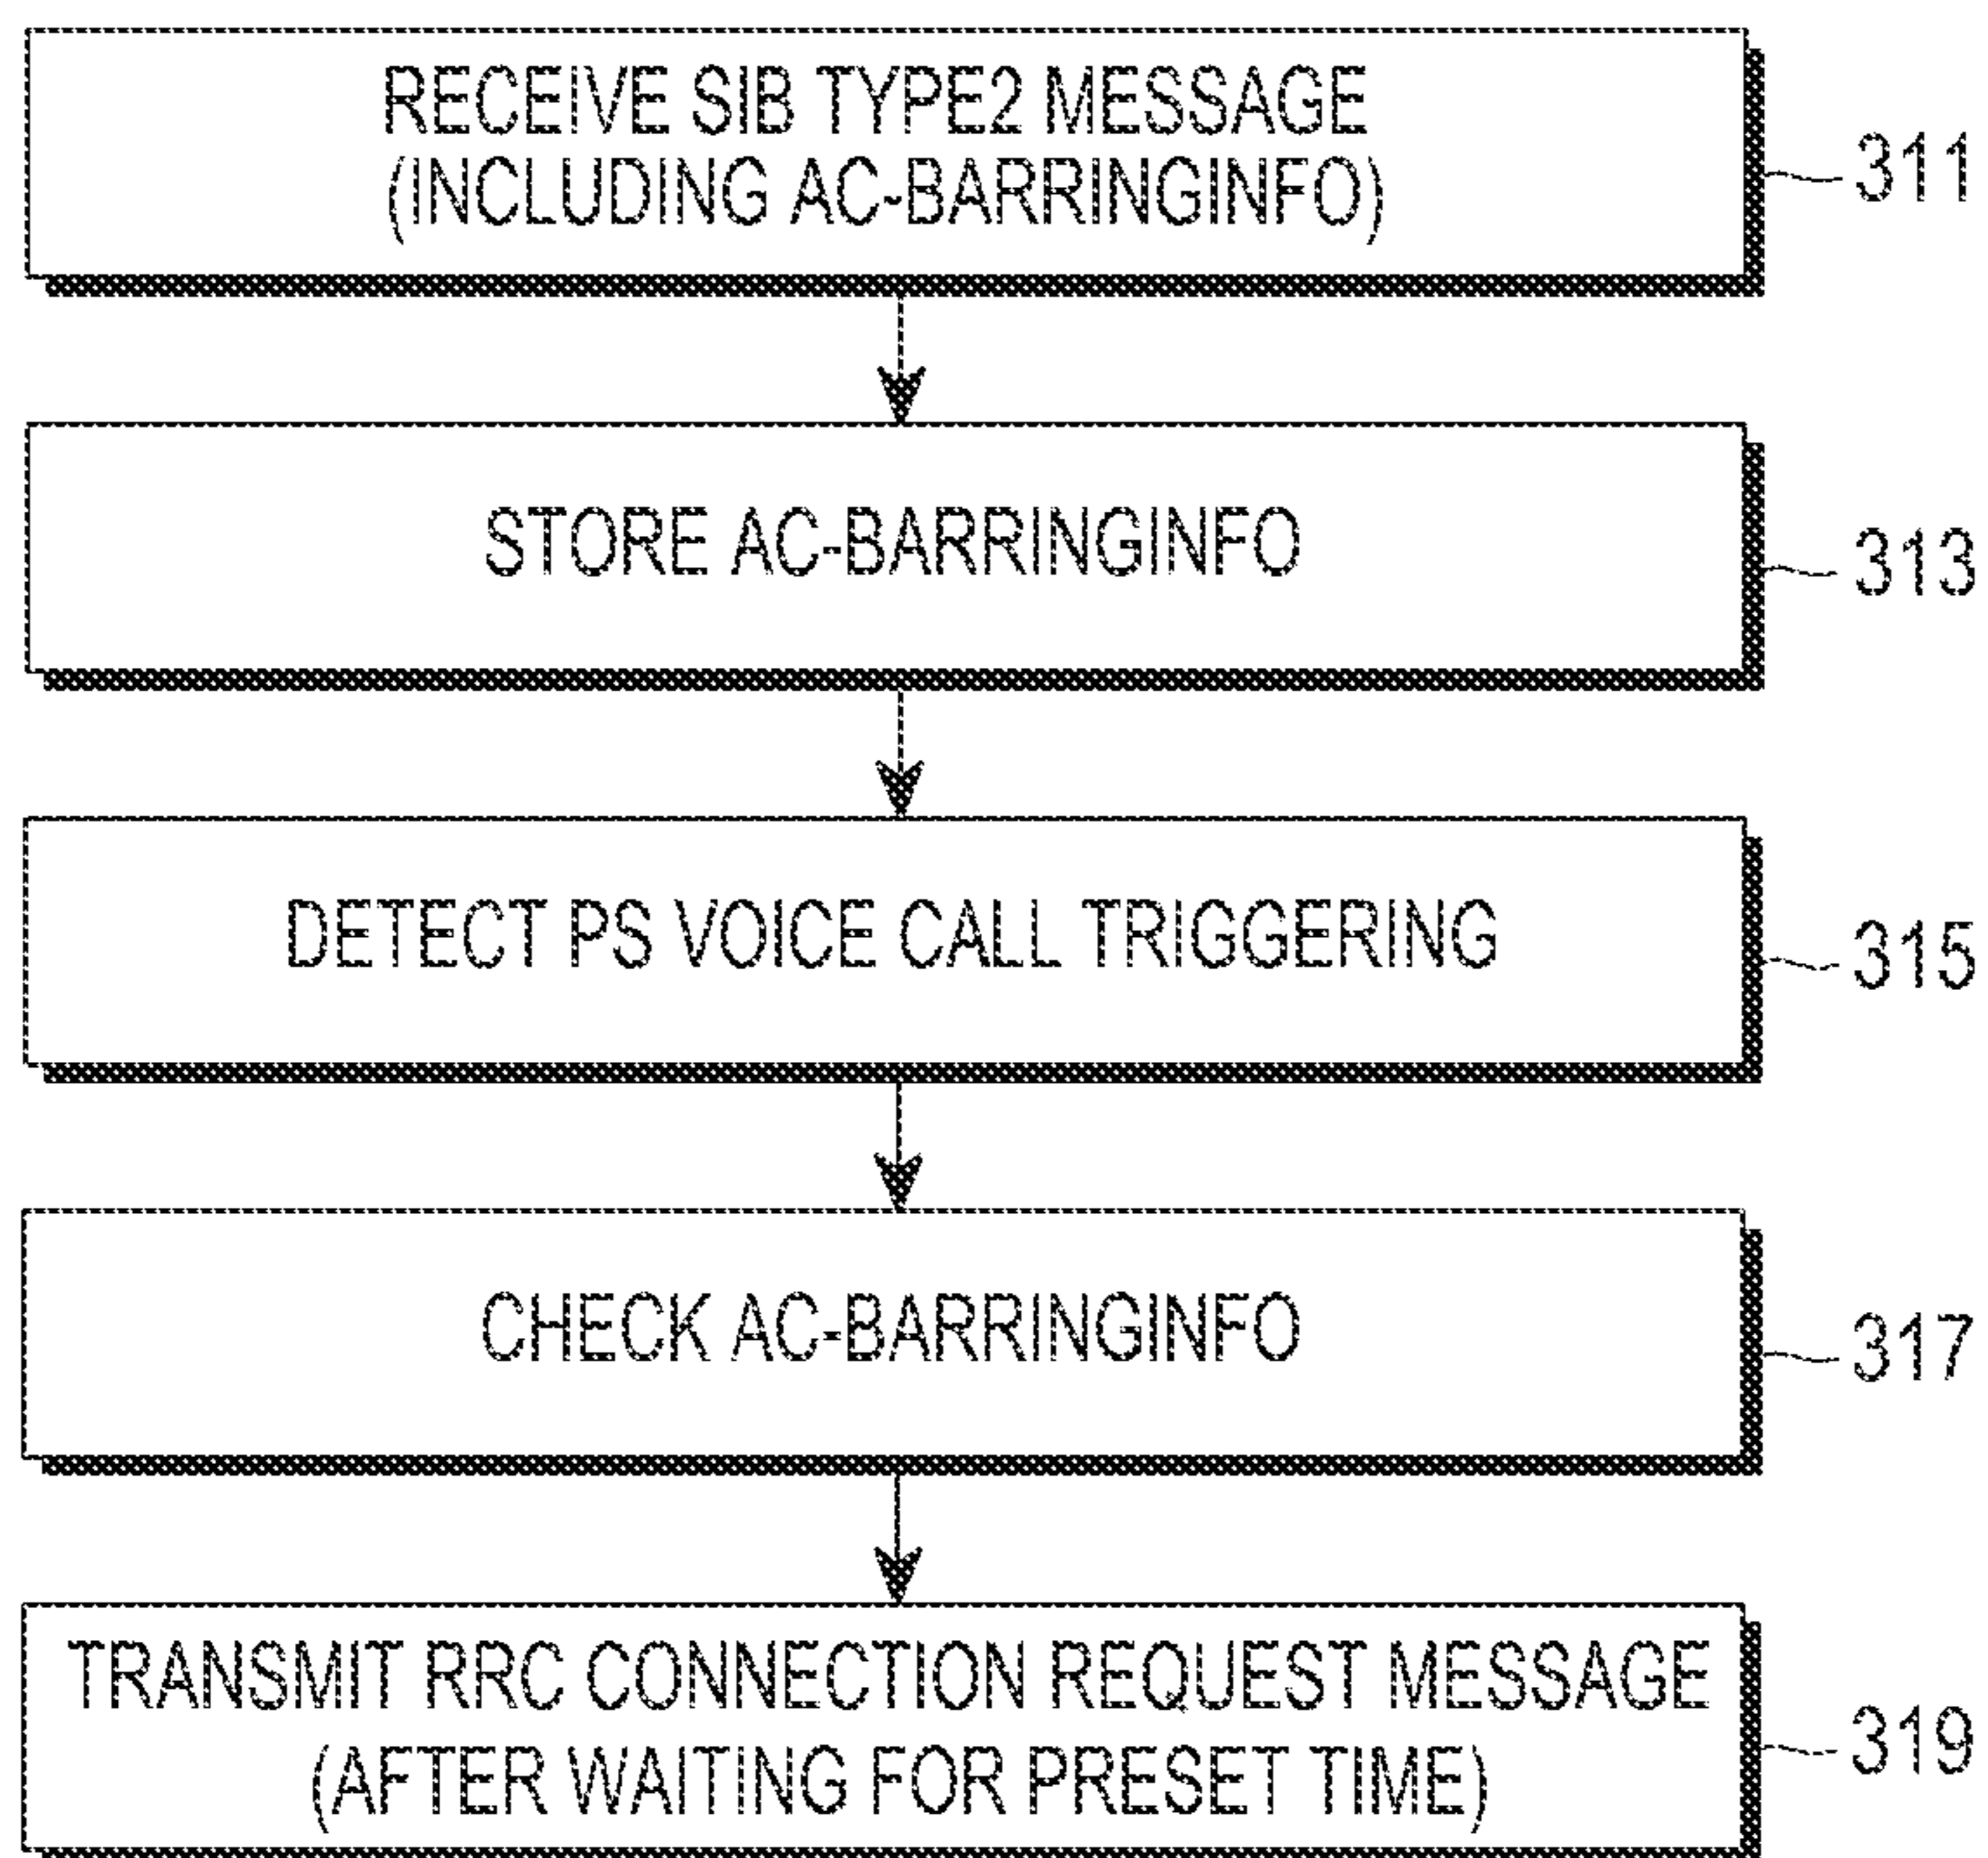 RECEIVE SIB TYPE2 MESSAGE
(INCLUDING AC-BARRINGINFO)
311
STORE AC-BARRINGINFO
313
DETECT PS VOICE CALL TRIGGERING
315
CHECK AC-BARRINGINFO
317
TRANSMIT RRC CONNECTION REQUEST MESSAGE
(AFTER WAITING FOR PRESET TIME)
319